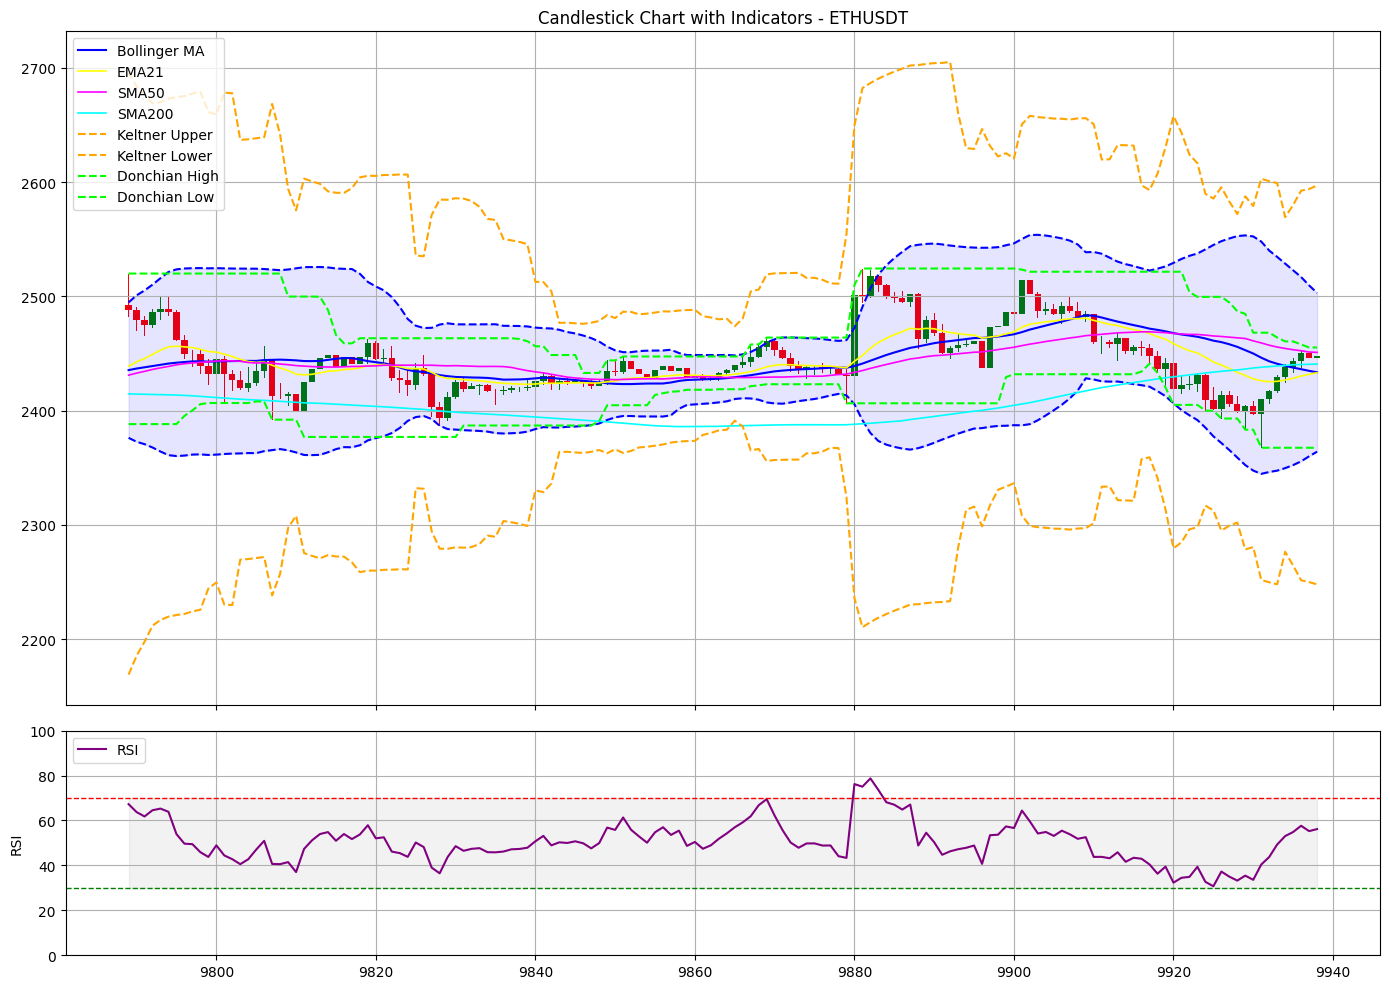 Candlestick Chart with Indicators - ETHUSDT
Bollinger MA
EMA21
SMA50
SMA200
Keltner Upper
Keltner Lower
Donchian High
Donchian Low
2700
2600
2500
2400
2300
2200
RSI
RSI
100
80
60
40
20
0
9800
9820
9840
9860
9880
9900
9920
9940